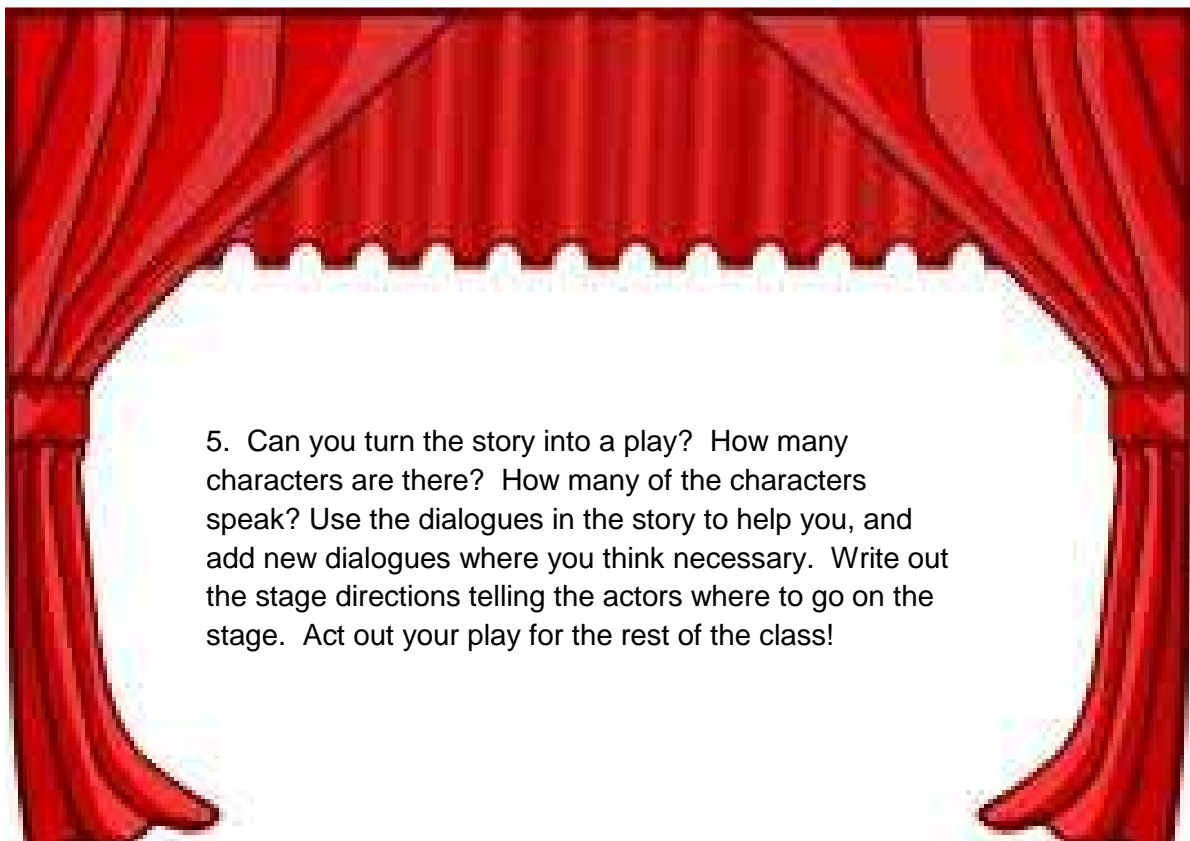 5.  Can you turn the story into a play?  How many
characters are there?  How many of the characters
speak? Use the dialogues in the story to help you, and
add new dialogues where you think necessary.  Write out
the stage directions telling the actors where to go on the
stage.  Act out your play for the rest of the class!